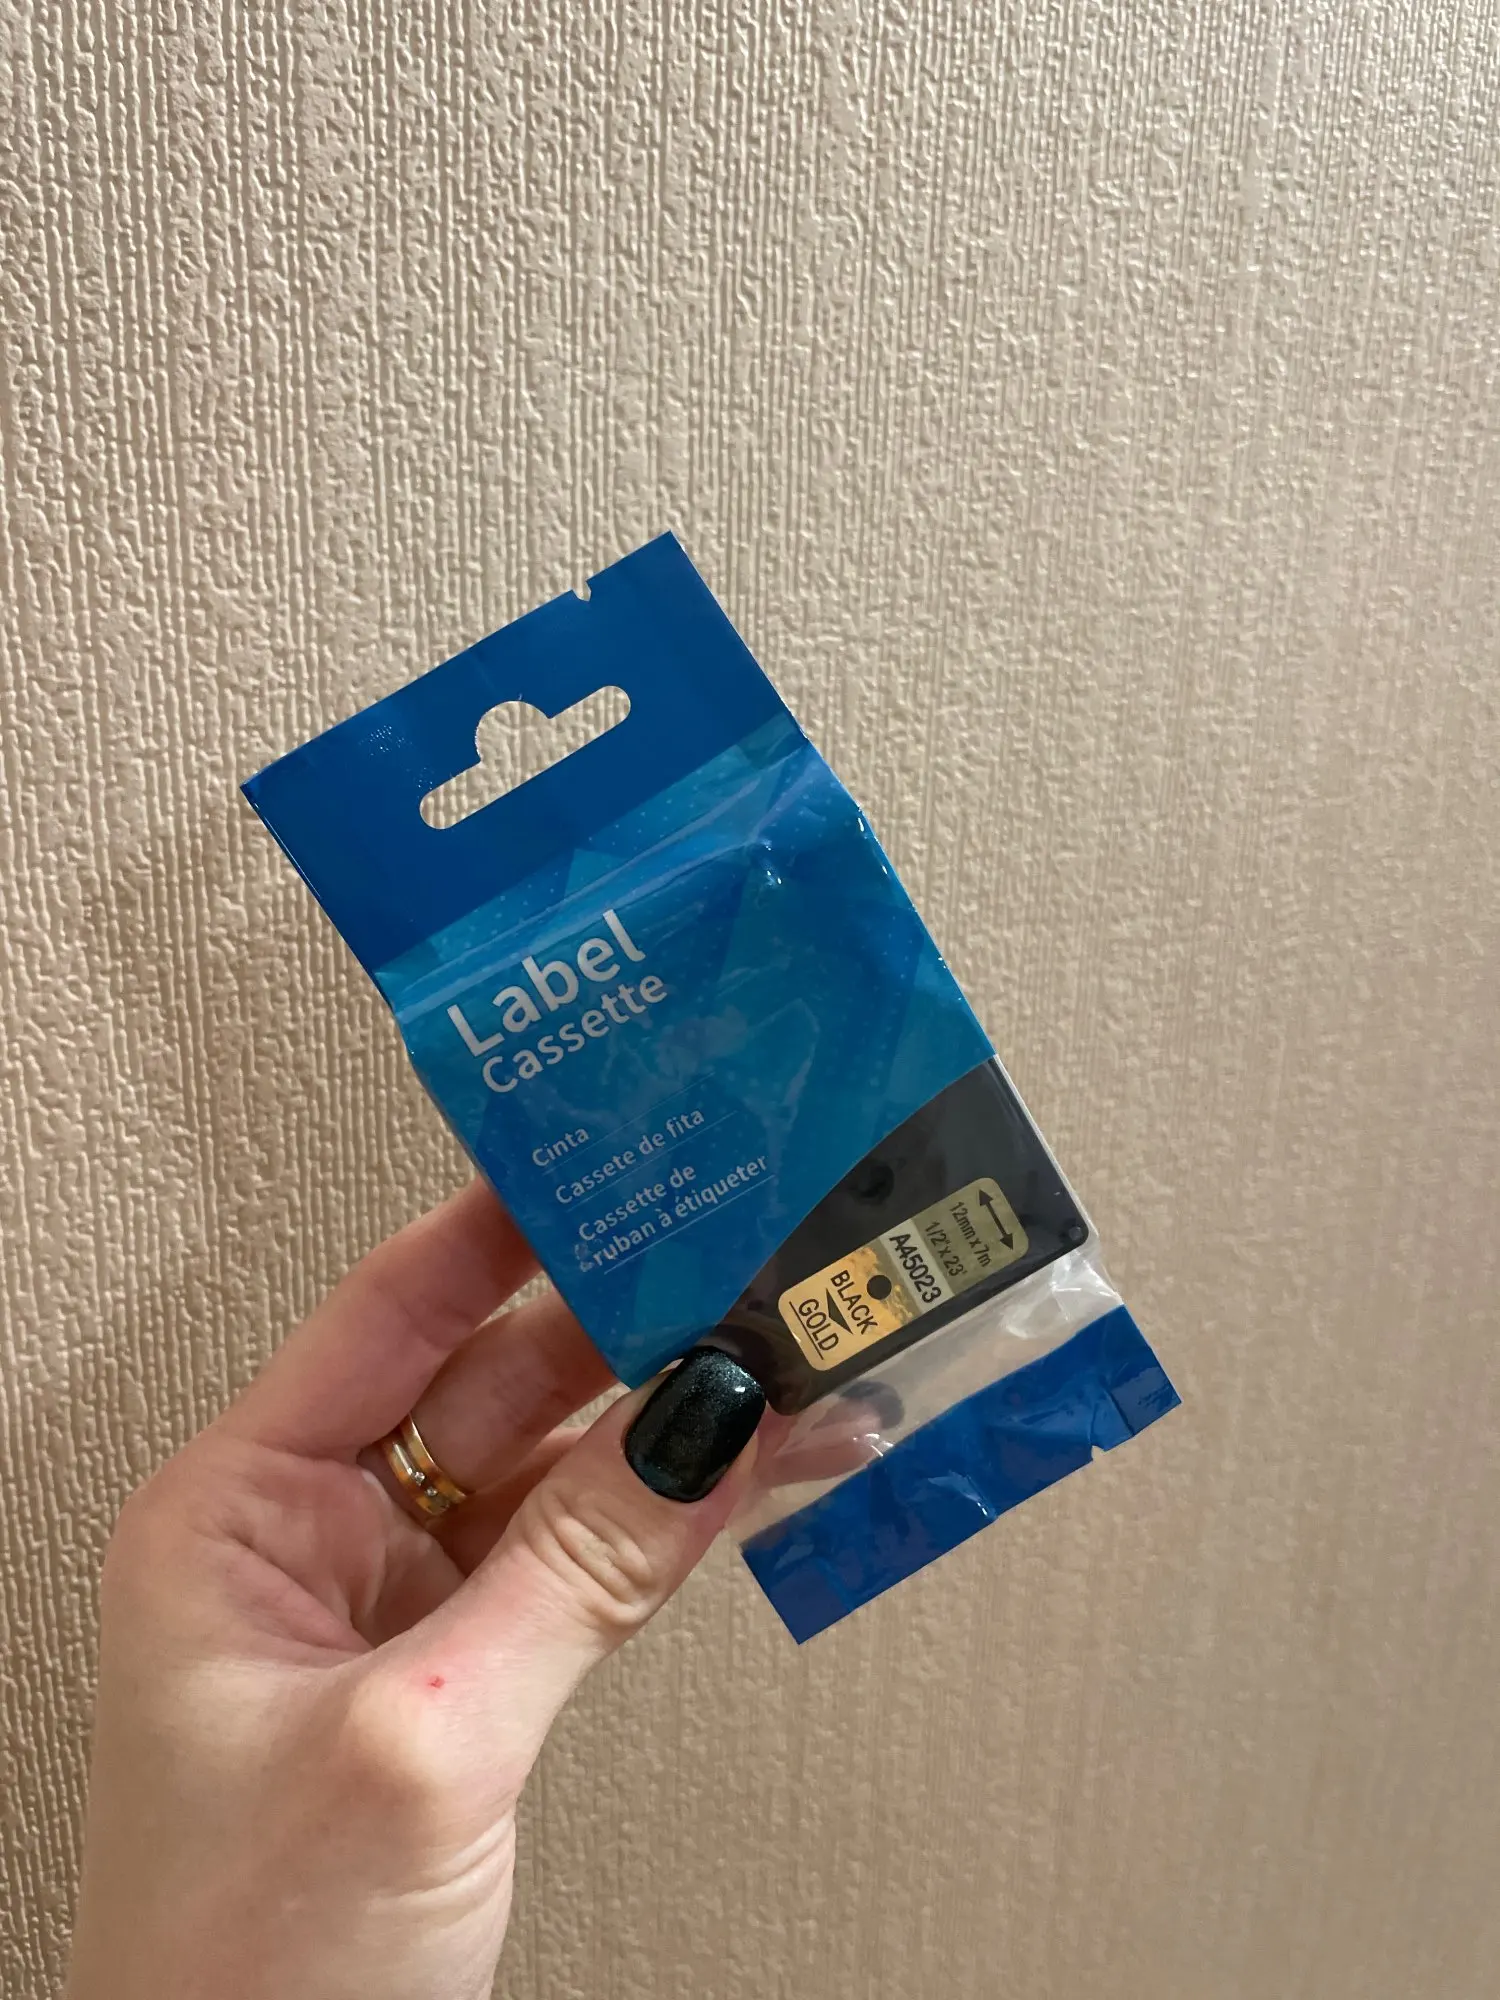 Label
Cassette
Cinta
Cassete de fita
Cassette de
ruban à étiqueter
12mm x 7m
1/2" x 23'
A45023
BLACK
GOLD